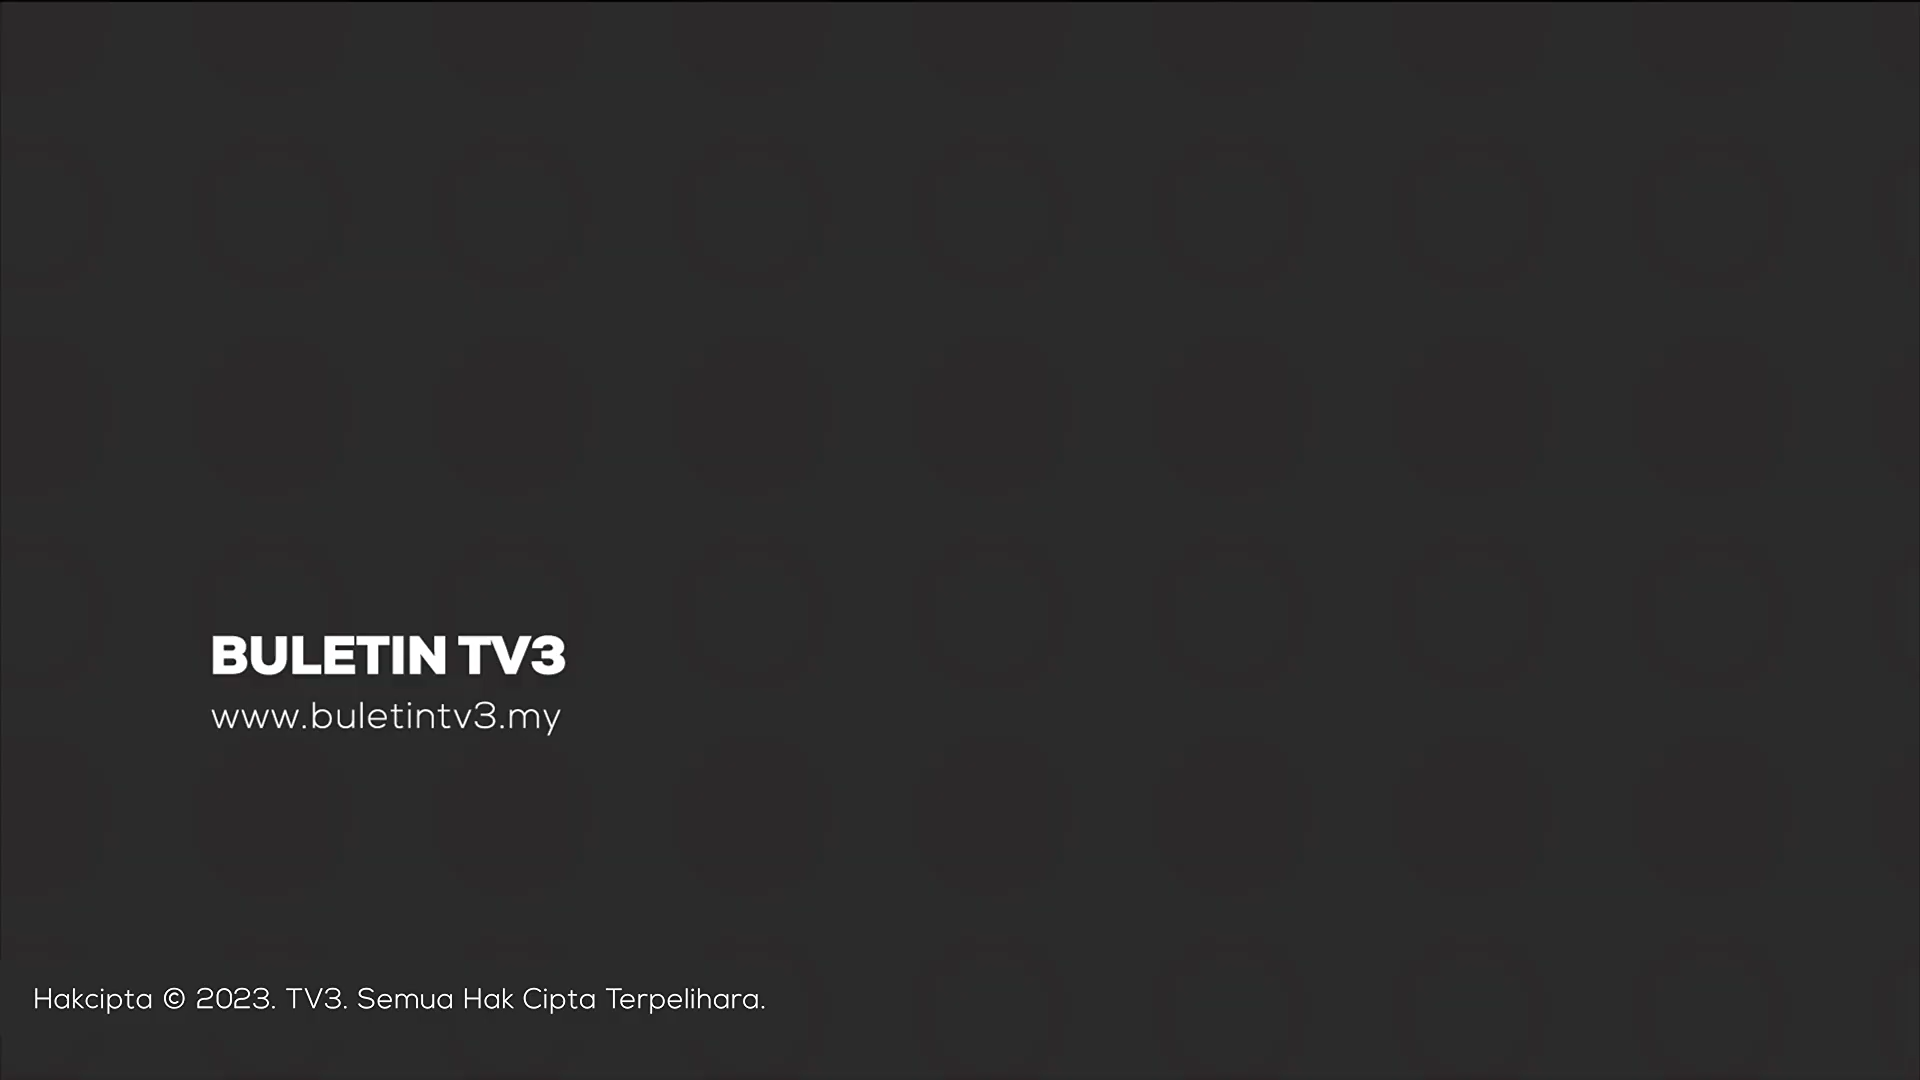 BULETIN TV3
www.buletintv3.my
Hakcipta © 2023. TV3. Semua Hak Cipta Terpelihara.